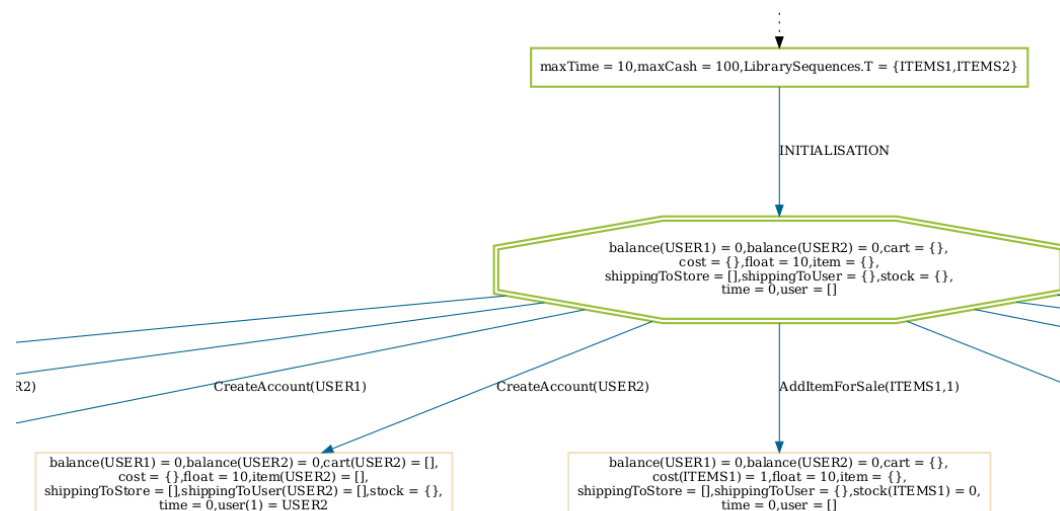 maxTime = 10,maxCash = 100,LibrarySequences.T = {ITEMS1,ITEMS2}
INITIALISATION
balance(USER1) = 0,balance(USER2) = 0,cart = {},
cost = {},float = 10,item = {},
shippingToStore = [],shippingToUser = {},stock = {},
time = 0,user = []
R2)
CreateAccount(USER1)
CreateAccount(USER2)
AddItemForSale(ITEMS1,1)
balance(USER1) = 0,balance(USER2) = 0,cart(USER2) = [],
cost = {},float = 10,item(USER2) = [],
shippingToStore = [],shippingToUser(USER2) = [],stock = {},
time = 0,user(1) = USER2
balance(USER1) = 0,balance(USER2) = 0,cart = {},
cost(ITEMS1) = 1,float = 10,item = {},
shippingToStore = [],shippingToUser = {},stock(ITEMS1) = 0,
time = 0,user = []